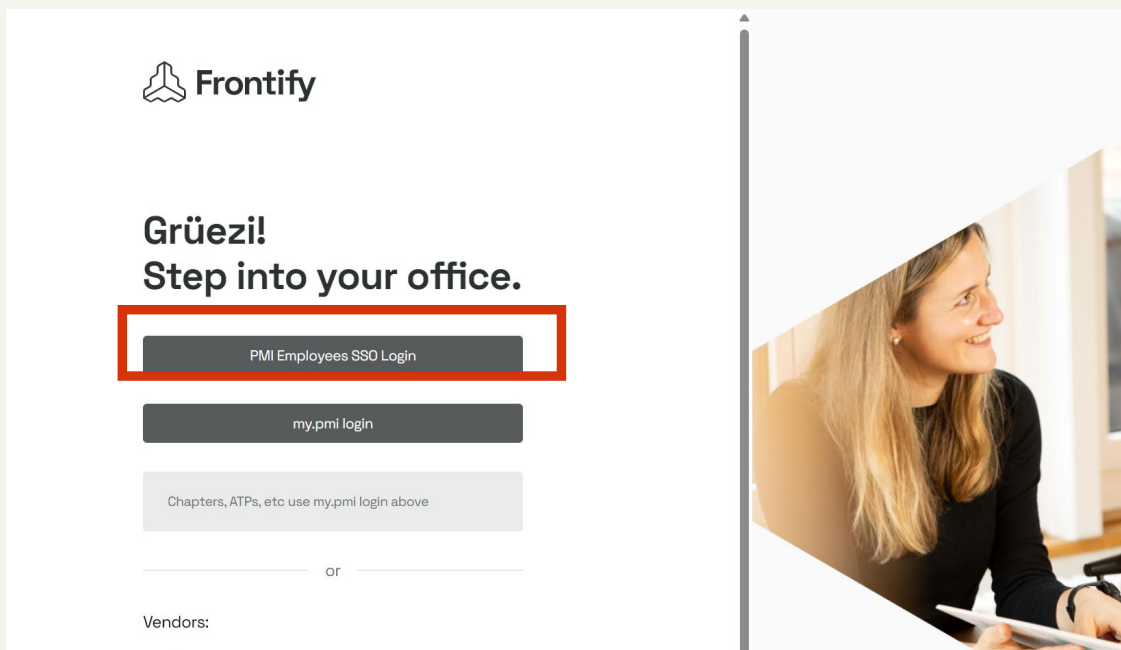 Frontify
Grüezi!
Step into your office.
PMI Employees SSO Login
my.pmi login
Chapters, ATPs, etc use my.pmi login above
or
Vendors: